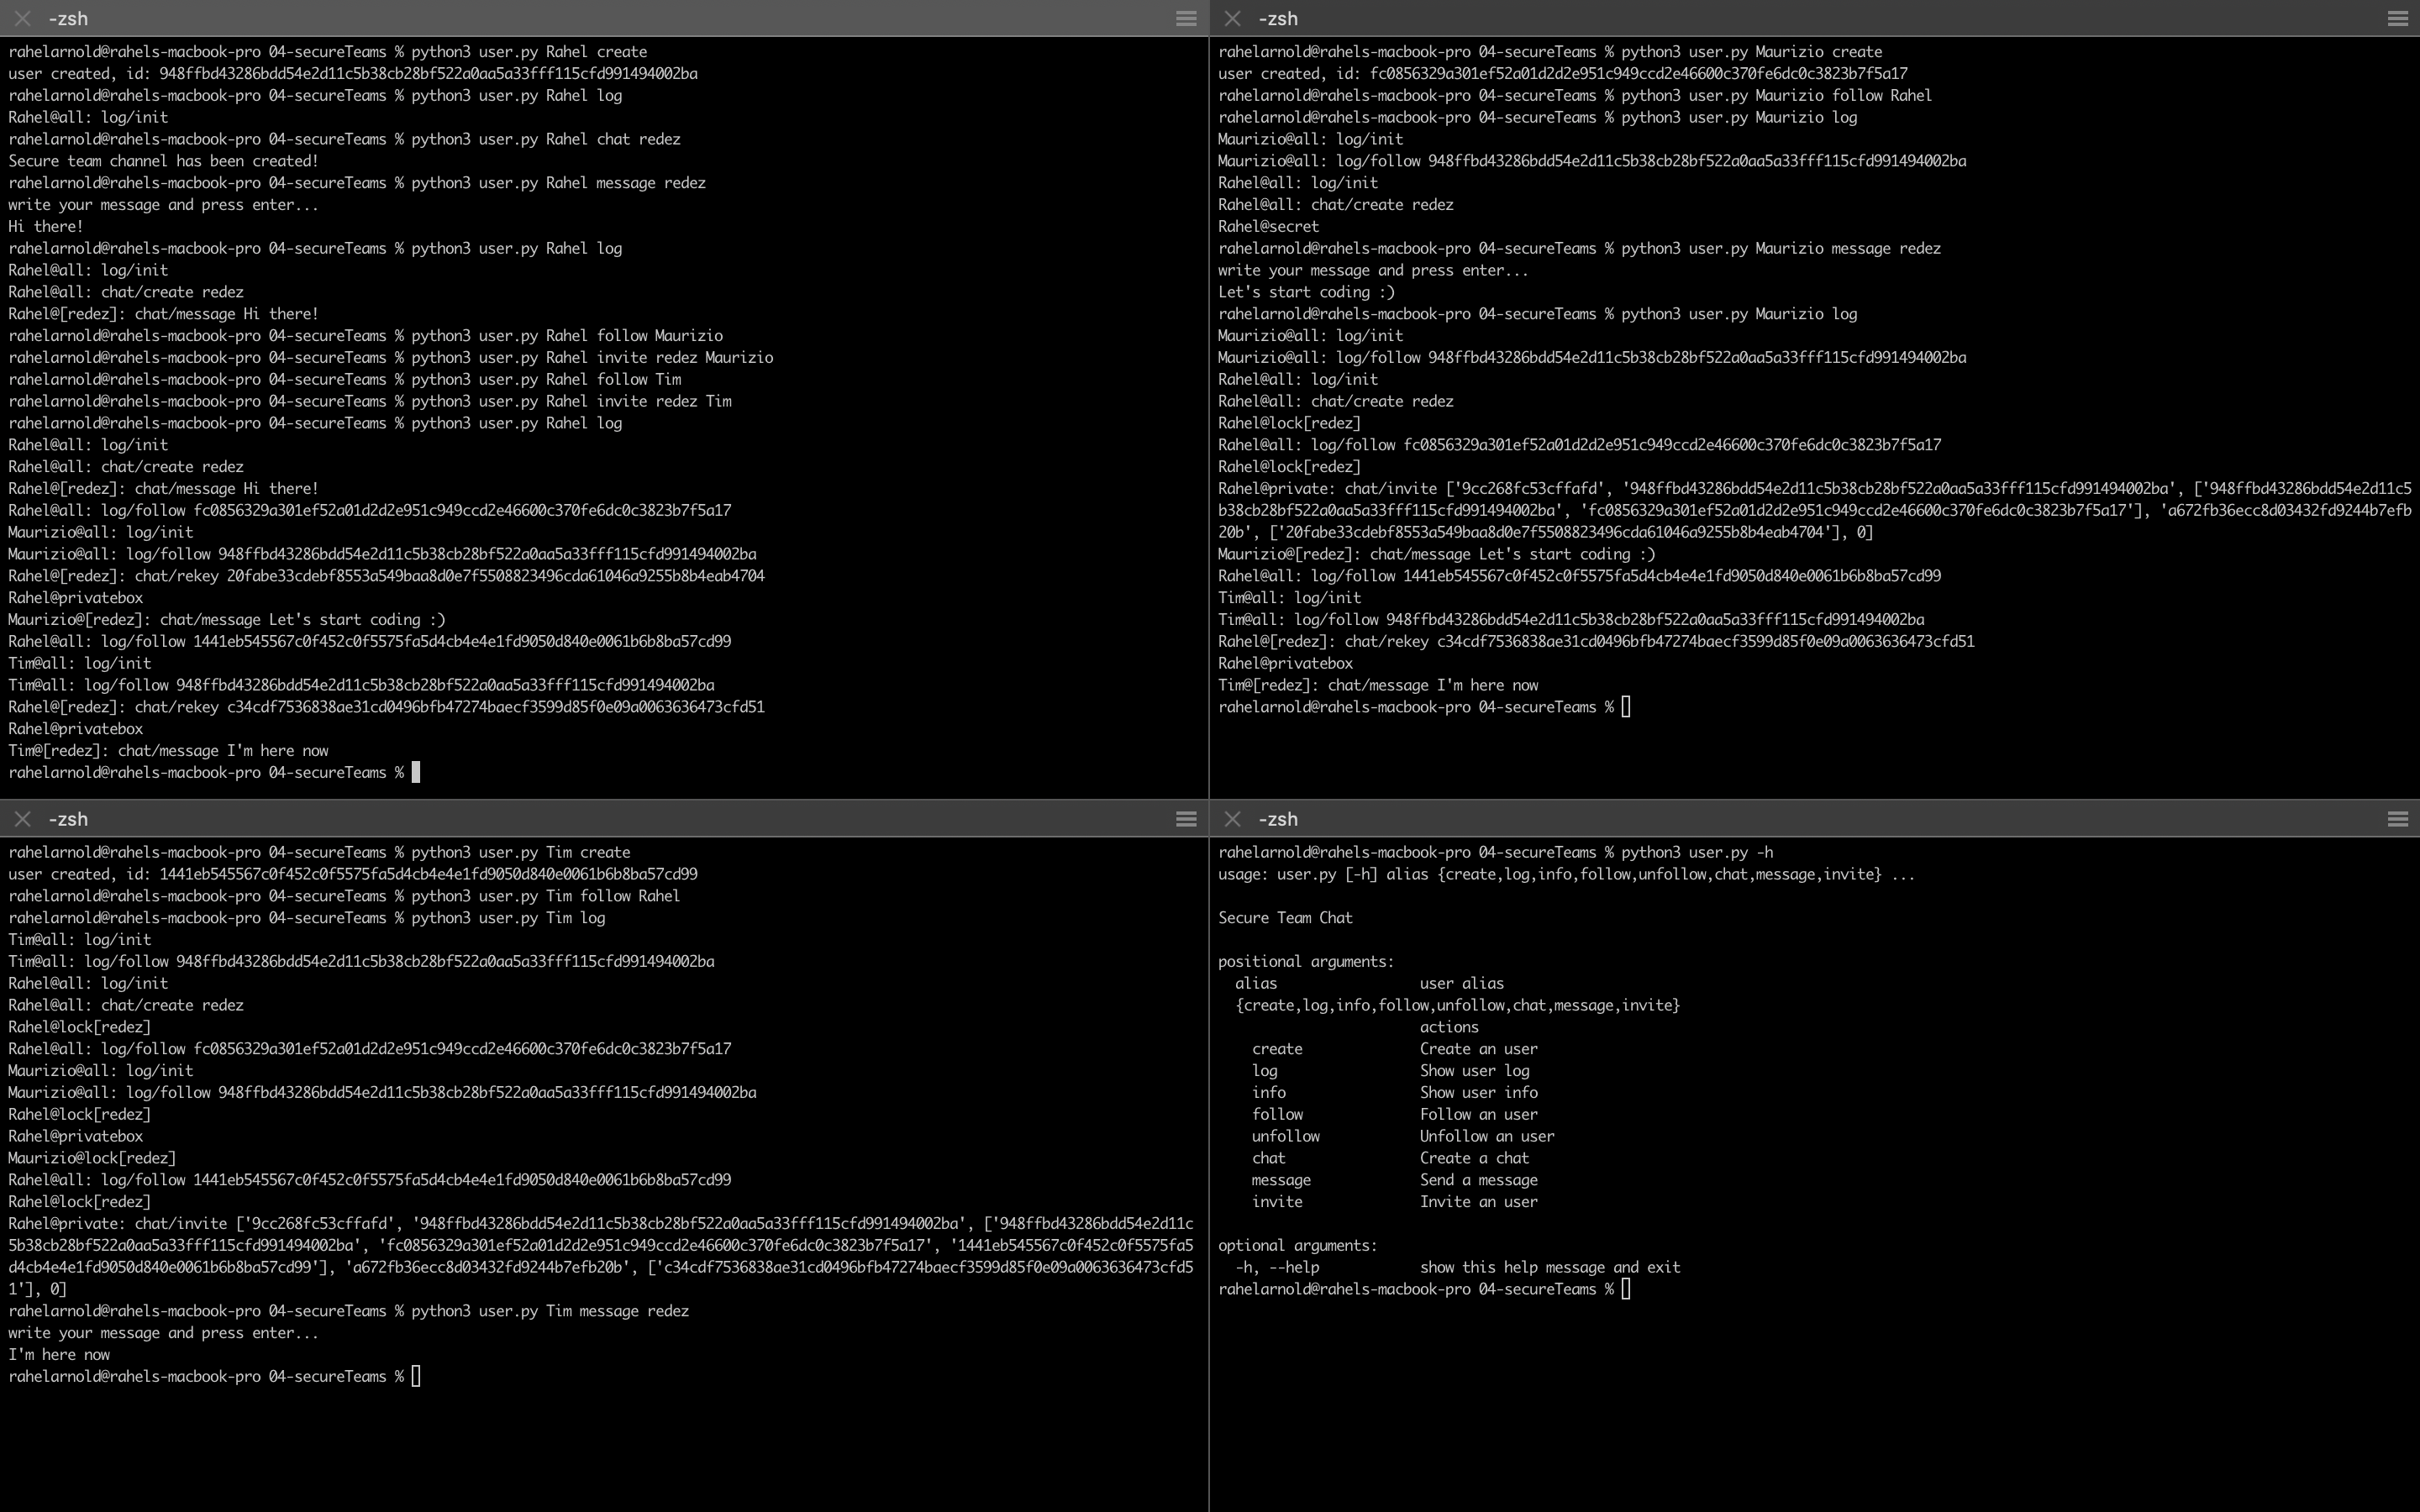 -zsh
rahelarnold@rahels-macbook-pro 04-secureTeams % python3 user.py Rahel create
user created, id: 948ffbd43286bdd54e2d11c5b38cb28bf522a0aa5a33fff115cfd991494002ba
rahelarnold@rahels-macbook-pro 04-secureTeams % python3 user.py Rahel log
Rahel@all: log/init
rahelarnold@rahels-macbook-pro 04-secureTeams % python3 user.py Rahel chat redez
Secure team channel has been created!
rahelarnold@rahels-macbook-pro 04-secureTeams % python3 user.py Rahel message redez
write your message and press enter...
Hi there!
rahelarnold@rahels-macbook-pro 04-secureTeams % python3 user.py Rahel log
Rahel@all: log/init
Rahel@all: chat/create redez
Rahel@[redez]: chat/message Hi there!
rahelarnold@rahels-macbook-pro 04-secureTeams % python3 user.py Rahel follow Maurizio
rahelarnold@rahels-macbook-pro 04-secureTeams % python3 user.py Rahel invite redez Maurizio
rahelarnold@rahels-macbook-pro 04-secureTeams % python3 user.py Rahel follow Tim
rahelarnold@rahels-macbook-pro 04-secureTeams % python3 user.py Rahel invite redez Tim
rahelarnold@rahels-macbook-pro 04-secureTeams % python3 user.py Rahel log
Rahel@all: log/init
Rahel@all: chat/create redez
Rahel@[redez]: chat/message Hi there!
Rahel@all: log/follow fc0856329a301ef52a01d2d2e951c949ccd2e46600c370fe6dc0c3823b7f5a17
Maurizio@all: log/init
Maurizio@all: log/follow 948ffbd43286bdd54e2d11c5b38cb28bf522a0aa5a33fff115cfd991494002ba
Rahel@[redez]: chat/rekey 20fabe33cdebf8553a549baa8d0e7f5508823496cda61046a9255b8b4eab4704
Rahel@privatebox
Maurizio@[redez]: chat/message Let's start coding :)
Rahel@all: log/follow 1441eb545567c0f452c0f5575fa5d4cb4e4e1fd9050d840e0061b6b8ba57cd99
Tim@all: log/init
Tim@all: log/follow 948ffbd43286bdd54e2d11c5b38cb28bf522a0aa5a33fff115cfd991494002ba
Rahel@[redez]: chat/rekey c34cdf7536838ae31cd0496bfb47274baecf3599d85f0e09a0063636473cfd51
Rahel@privatebox
Tim@[redez]: chat/message I'm here now
rahelarnold@rahels-macbook-pro 04-secureTeams %
-zsh
rahelarnold@rahels-macbook-pro 04-secureTeams % python3 user.py Maurizio create
user created, id: fc0856329a301ef52a01d2d2e951c949ccd2e46600c370fe6dc0c3823b7f5a17
rahelarnold@rahels-macbook-pro 04-secureTeams % python3 user.py Maurizio follow Rahel
rahelarnold@rahels-macbook-pro 04-secureTeams % python3 user.py Maurizio log
Maurizio@all: log/init
Maurizio@all: log/follow 948ffbd43286bdd54e2d11c5b38cb28bf522a0aa5a33fff115cfd991494002ba
Rahel@all: log/init
Rahel@all: chat/create redez
Rahel@secret
rahelarnold@rahels-macbook-pro 04-secureTeams % python3 user.py Maurizio message redez
write your message and press enter...
Let's start coding :)
rahelarnold@rahels-macbook-pro 04-secureTeams % python3 user.py Maurizio log
Maurizio@all: log/init
Maurizio@all: log/follow 948ffbd43286bdd54e2d11c5b38cb28bf522a0aa5a33fff115cfd991494002ba
Rahel@all: log/init
Rahel@all: chat/create redez
Rahel@lock[redez]
Rahel@all: log/follow fc0856329a301ef52a01d2d2e951c949ccd2e46600c370fe6dc0c3823b7f5a17
Rahel@lock[redez]
Rahel@private: chat/invite ['9cc268fc53cffafd', '948ffbd43286bdd54e2d11c5b38cb28bf522a0aa5a33fff115cfd991494002ba', ['948ffbd43286bdd54e2d11c5
b38cb28bf522a0aa5a33fff115cfd991494002ba', 'fc0856329a301ef52a01d2d2e951c949ccd2e46600c370fe6dc0c3823b7f5a17'], 'a672fb36ecc8d03432fd9244b7efb
20b', ['20fabe33cdebf8553a549baa8d0e7f5508823496cda61046a9255b8b4eab4704'], 0]
Maurizio@[redez]: chat/message Let's start coding :)
Rahel@all: log/follow 1441eb545567c0f452c0f5575fa5d4cb4e4e1fd9050d840e0061b6b8ba57cd99
Tim@all: log/init
Tim@all: log/follow 948ffbd43286bdd54e2d11c5b38cb28bf522a0aa5a33fff115cfd991494002ba
Rahel@[redez]: chat/rekey c34cdf7536838ae31cd0496bfb47274baecf3599d85f0e09a0063636473cfd51
Rahel@privatebox
Tim@[redez]: chat/message I'm here now
rahelarnold@rahels-macbook-pro 04-secureTeams %
-zsh
rahelarnold@rahels-macbook-pro 04-secureTeams % python3 user.py Tim create
user created, id: 1441eb545567c0f452c0f5575fa5d4cb4e4e1fd9050d840e0061b6b8ba57cd99
rahelarnold@rahels-macbook-pro 04-secureTeams % python3 user.py Tim follow Rahel
rahelarnold@rahels-macbook-pro 04-secureTeams % python3 user.py Tim log
Tim@all: log/init
Tim@all: log/follow 948ffbd43286bdd54e2d11c5b38cb28bf522a0aa5a33fff115cfd991494002ba
Rahel@all: log/init
Rahel@all: chat/create redez
Rahel@lock[redez]
Rahel@all: log/follow fc0856329a301ef52a01d2d2e951c949ccd2e46600c370fe6dc0c3823b7f5a17
Maurizio@all: log/init
Maurizio@all: log/follow 948ffbd43286bdd54e2d11c5b38cb28bf522a0aa5a33fff115cfd991494002ba
Rahel@lock[redez]
Rahel@privatebox
Maurizio@lock[redez]
Rahel@all: log/follow 1441eb545567c0f452c0f5575fa5d4cb4e4e1fd9050d840e0061b6b8ba57cd99
Rahel@lock[redez]
Rahel@private: chat/invite ['9cc268fc53cffafd', '948ffbd43286bdd54e2d11c5b38cb28bf522a0aa5a33fff115cfd991494002ba', ['948ffbd43286bdd54e2d11c
5b38cb28bf522a0aa5a33fff115cfd991494002ba', 'fc0856329a301ef52a01d2d2e951c949ccd2e46600c370fe6dc0c3823b7f5a17', '1441eb545567c0f452c0f5575fa5
d4cb4e4e1fd9050d840e0061b6b8ba57cd99'], 'a672fb36ecc8d03432fd9244b7efb20b', ['c34cdf7536838ae31cd0496bfb47274baecf3599d85f0e09a0063636473cfd5
1'], 0]
rahelarnold@rahels-macbook-pro 04-secureTeams % python3 user.py Tim message redez
write your message and press enter...
I'm here now
rahelarnold@rahels-macbook-pro 04-secureTeams %
-zsh
rahelarnold@rahels-macbook-pro 04-secureTeams % python3 user.py -h
usage: user.py [-h] alias {create,log,info,follow,unfollow,chat,message,invite} ...
Secure Team Chat
positional arguments:
alias user alias
{create,log,info,follow,unfollow,chat,message,invite}
actions
create Create an user
log Show user log
info Show user info
follow Follow an user
unfollow Unfollow an user
chat Create a chat
message Send a message
invite Invite an user
optional arguments:
-h, --help show this help message and exit
rahelarnold@rahels-macbook-pro 04-secureTeams %